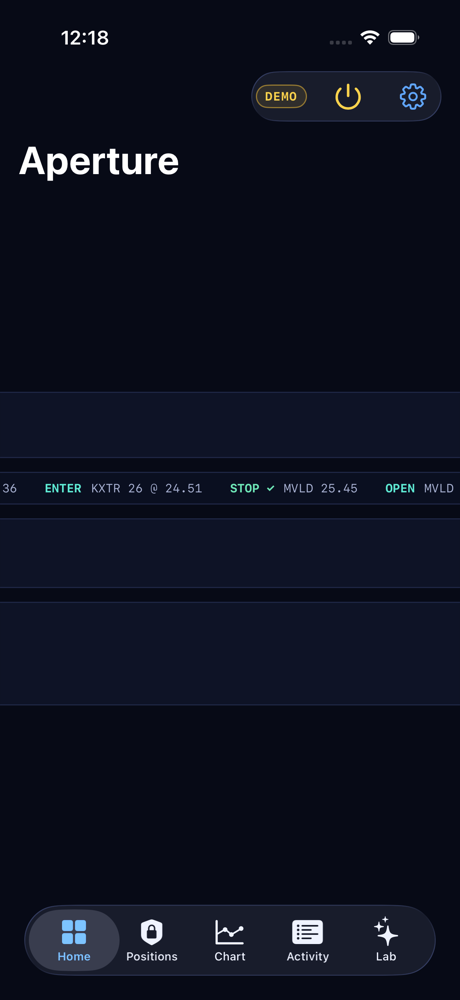 12:18
DEMO
Aperture
36 ENTER KXTR 26 @ 24.51 STOP ✓ MVLD 25.45 OPEN MVLD
Home Positions Chart Activity Lab